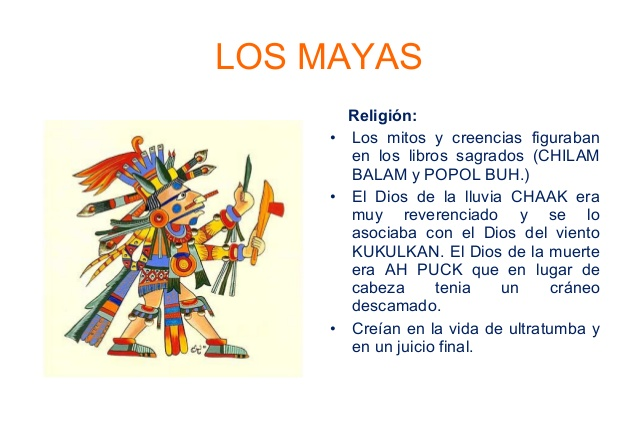 LOS MAYAS
Religión:
• Los mitos y creencias figuraban
en los libros sagrados (CHILAM
BALAM y POPOL BUH.)
• El Dios de la lluvia CHAAK era
muy reverenciado y se lo
asociaba con el Dios del viento
KUKULKAN. El Dios de la muerte
era AH PUCK que en lugar de
cabeza tenia un cráneo
descamado.
• Creían en la vida de ultratumba y
en un juicio final.